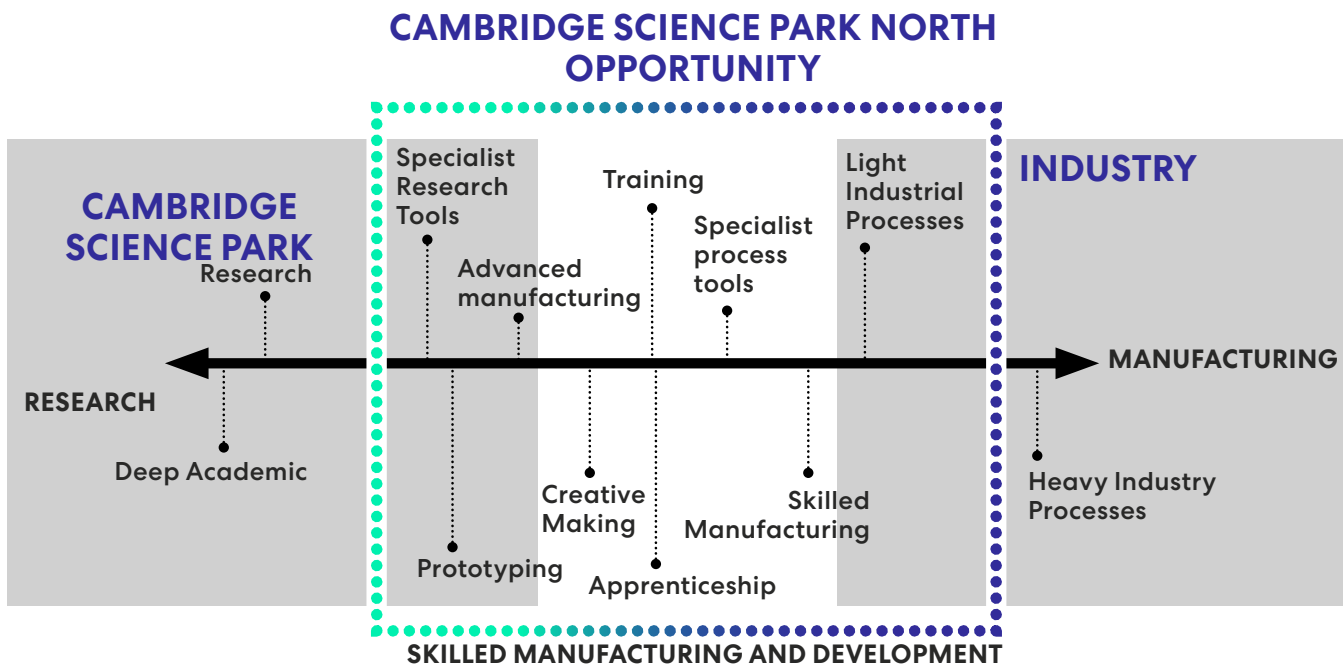 CAMBRIDGE SCIENCE PARK NORTH
OPPORTUNITY
CAMBRIDGE
SCIENCE PARK
Research
Specialist
Research
Tools
Advanced
manufacturing
Training
Specialist
process
tools
Light
Industrial
Processes
INDUSTRY
RESEARCH
MANUFACTURING
Deep Academic
Prototyping
Creative
Making
Apprenticeship
Skilled
Manufacturing
Heavy Industry
Processes
SKILLED MANUFACTURING AND DEVELOPMENT